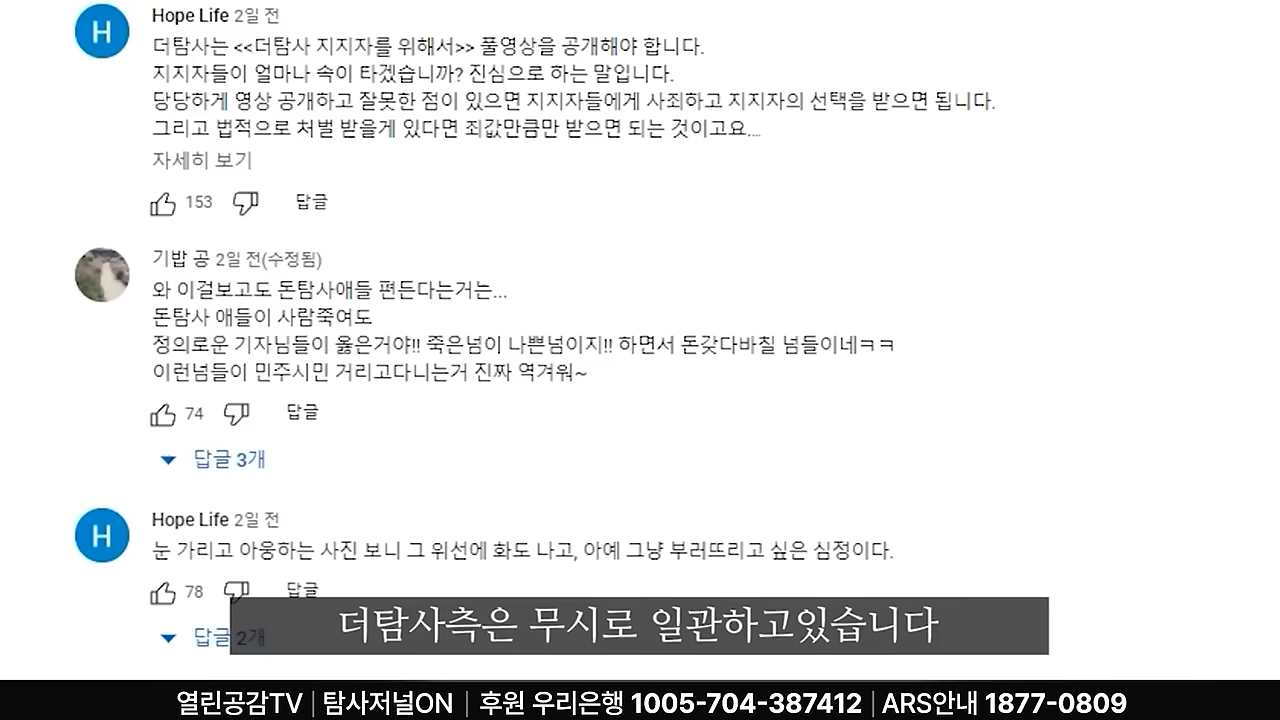 H
Hope Life 2일 전
더탐사는 <<더탐사 지지자를 위해서>> 풀영상을 공개해야 합니다.
지지자들이 얼마나 속이 타겠습니까? 진심으로 하는 말입니다.
당당하게 영상 공개하고 잘못한 점이 있으면 지지자들에게 사죄하고 지지자의 선택을 받으면 됩니다.
그리고 법적으로 처벌 받을게 있다면 죄값만큼만 받으면 되는 것이고요...
자세히 보기
153 답글
기밥 공 2일 전(수정됨)
와 이걸보고도 돈탐사애들 편든다는거는...
돈탐사 애들이 사람죽여도
정의로운 기자님들이 옳은거야!! 죽은넘이 나쁜넘이지!! 하면서 돈갖다바칠 넘들이네ㅋㅋ
이런넘들이 민주시민 거리고다니는거 진짜 역겨워~
74 답글
답글 3개
H
Hope Life 2일 전
눈 가리고 아웅하는 사진 보니 그 위선에 화도 나고, 아예 그냥 부러뜨리고 싶은 심정이다.
78 답글
답글 2개
더탐사측은 무시로 일관하고있습니다
열린공감TV | 탐사저널ON | 후원 우리은행 1005-704-387412 | ARS안내 1877-0809